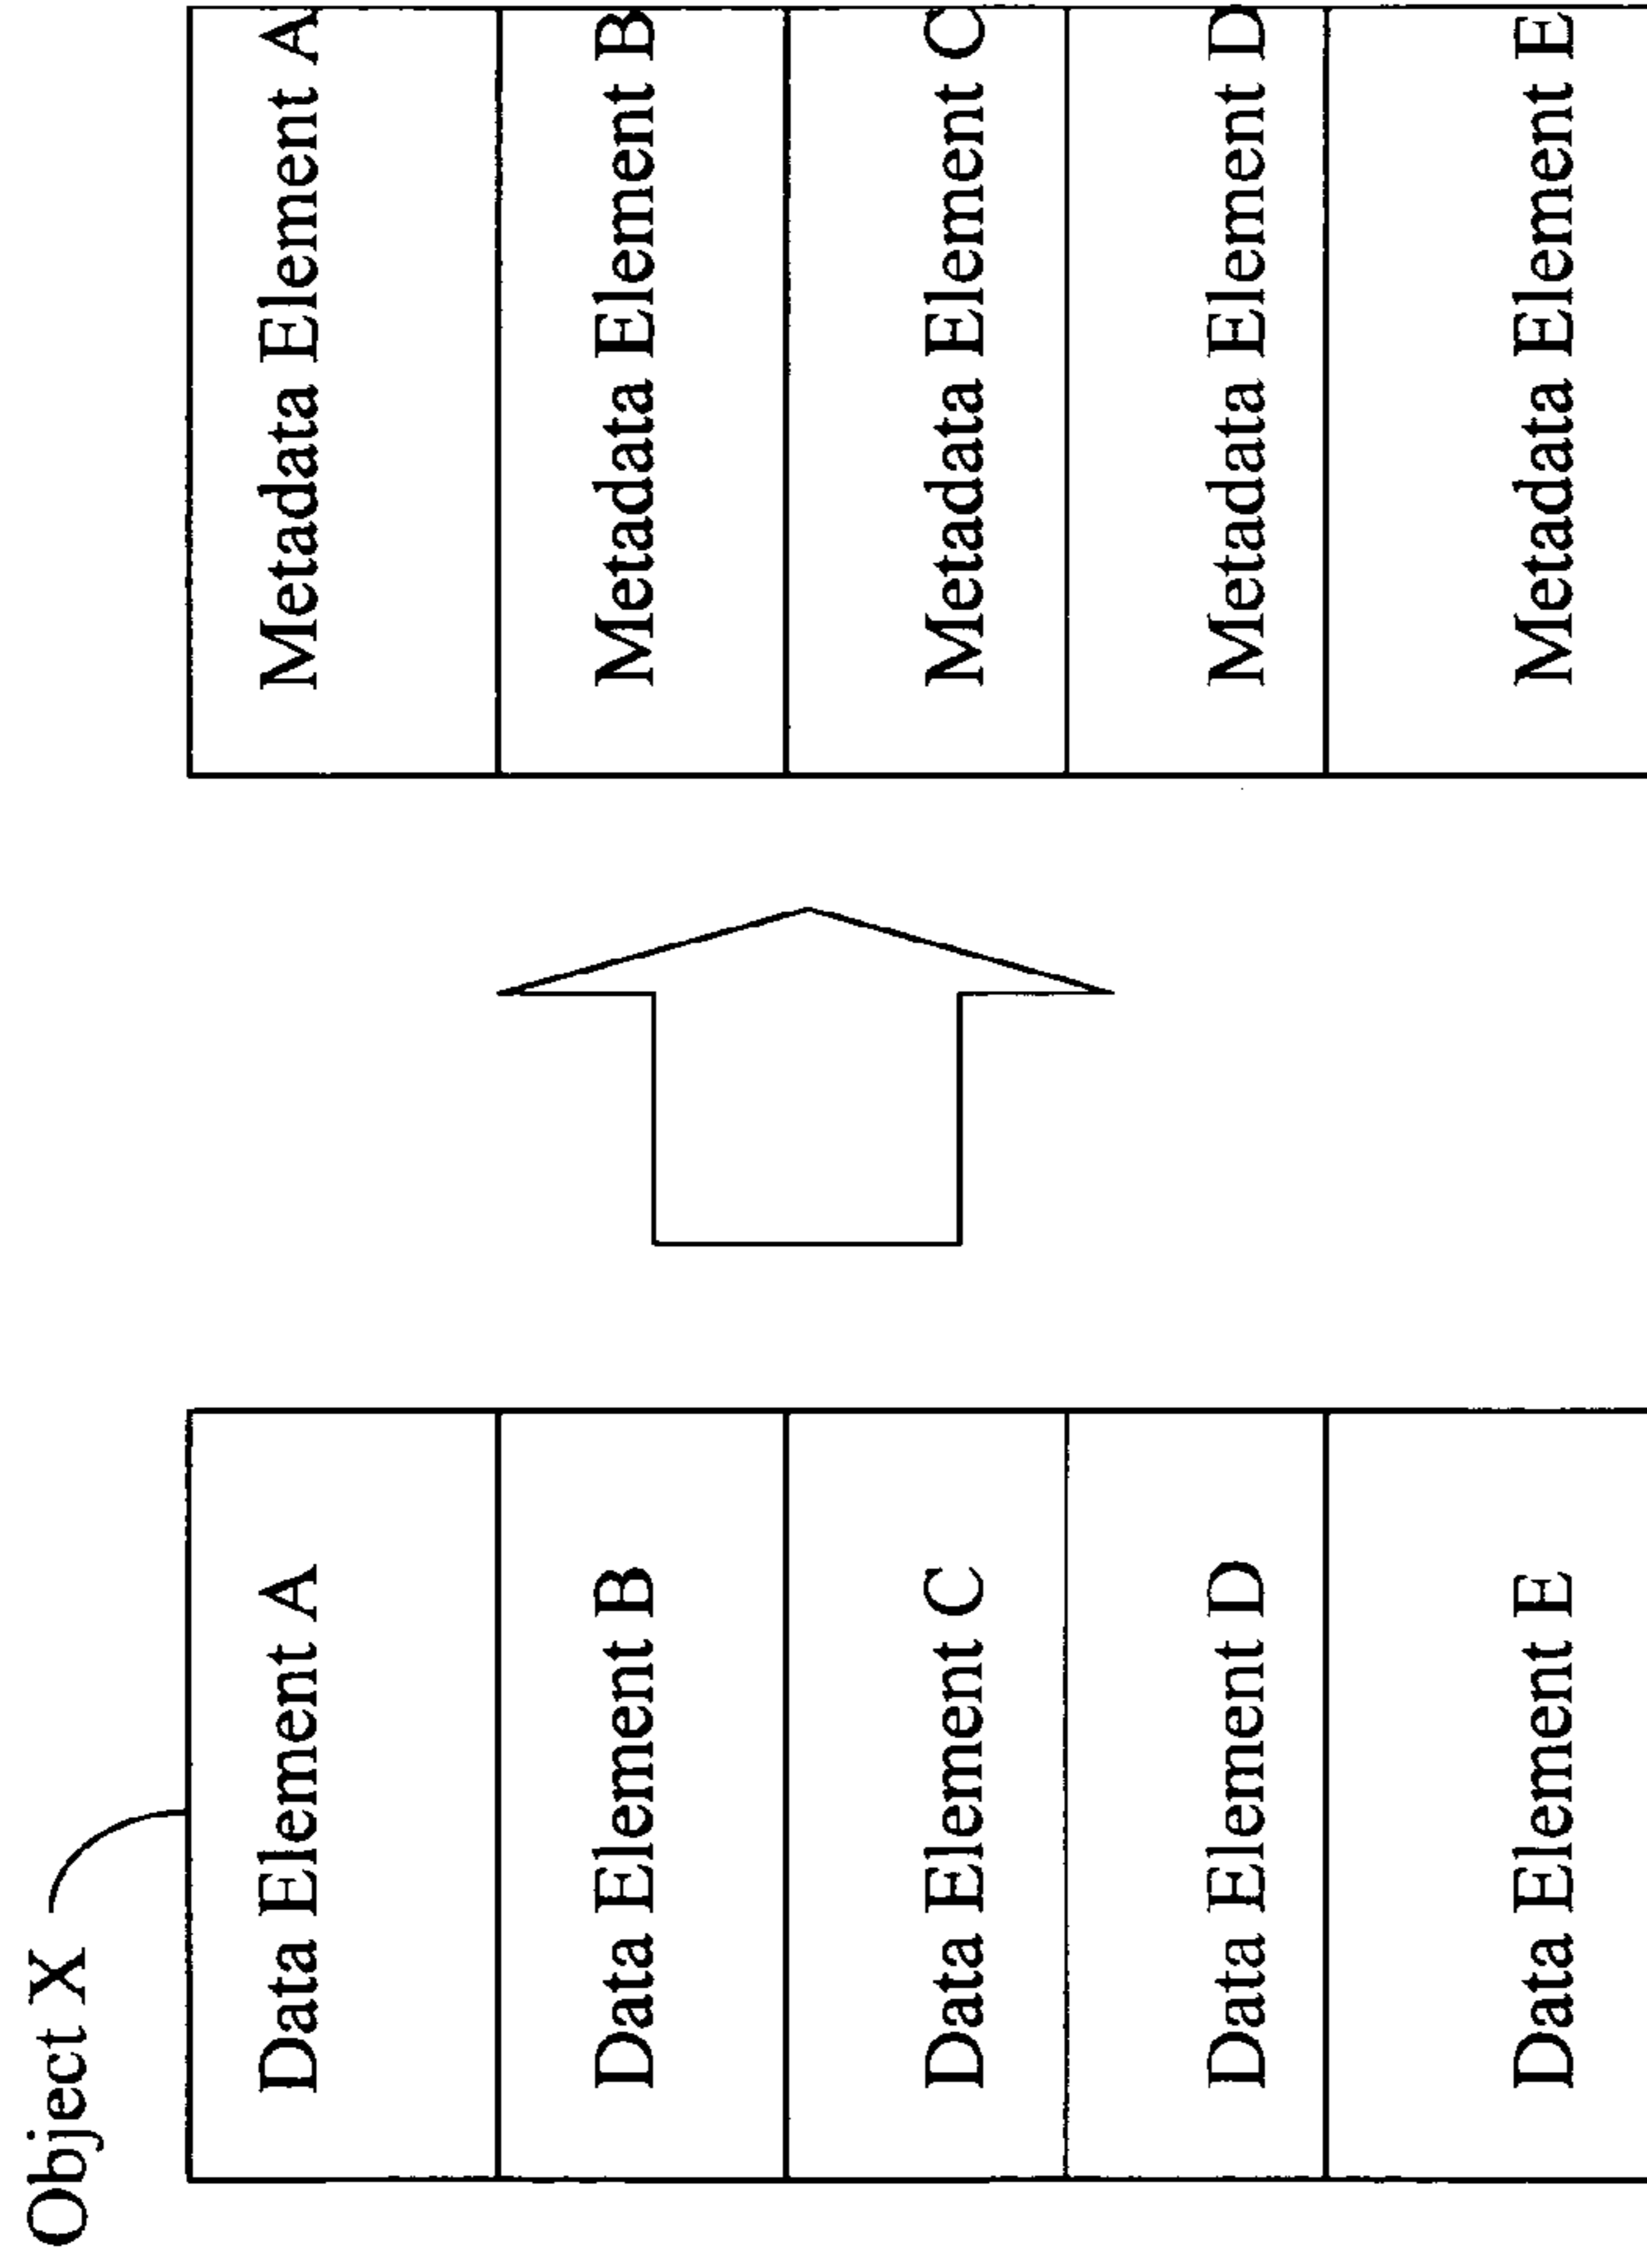 Object X
Data Element A
Data Element B
Data Element C
Data Element D
Data Element E
Metadata Element A
Metadata Element B
Metadata Element C
Metadata Element D
Metadata Element E